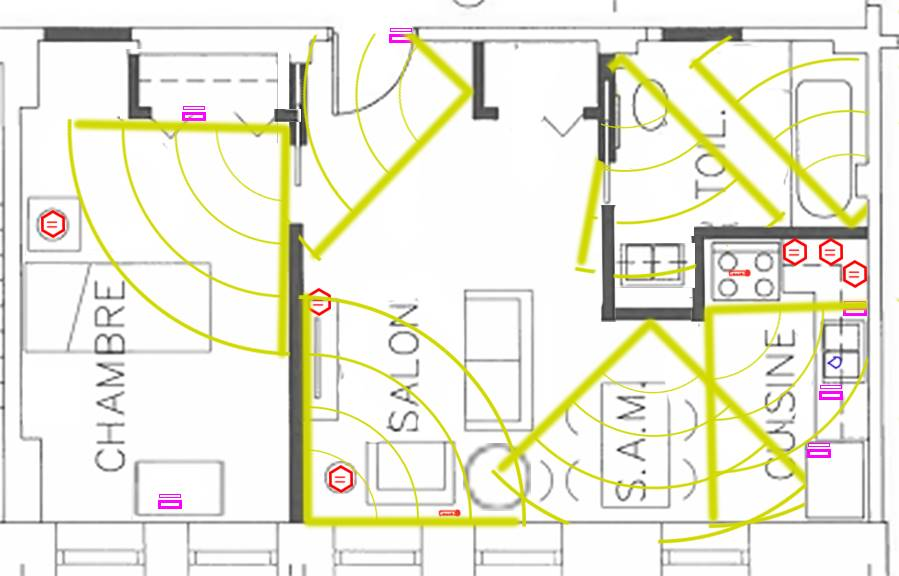 CHAMBRE
SALON
S.A.M.
CUISINE
TOIL.